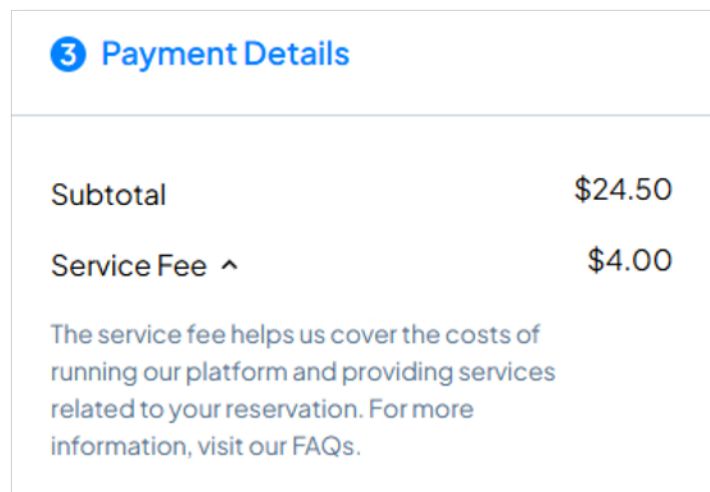 3 Payment Details
Subtotal $24.50
Service Fee $4.00
The service fee helps us cover the costs of
running our platform and providing services
related to your reservation. For more
information, visit our FAQs.